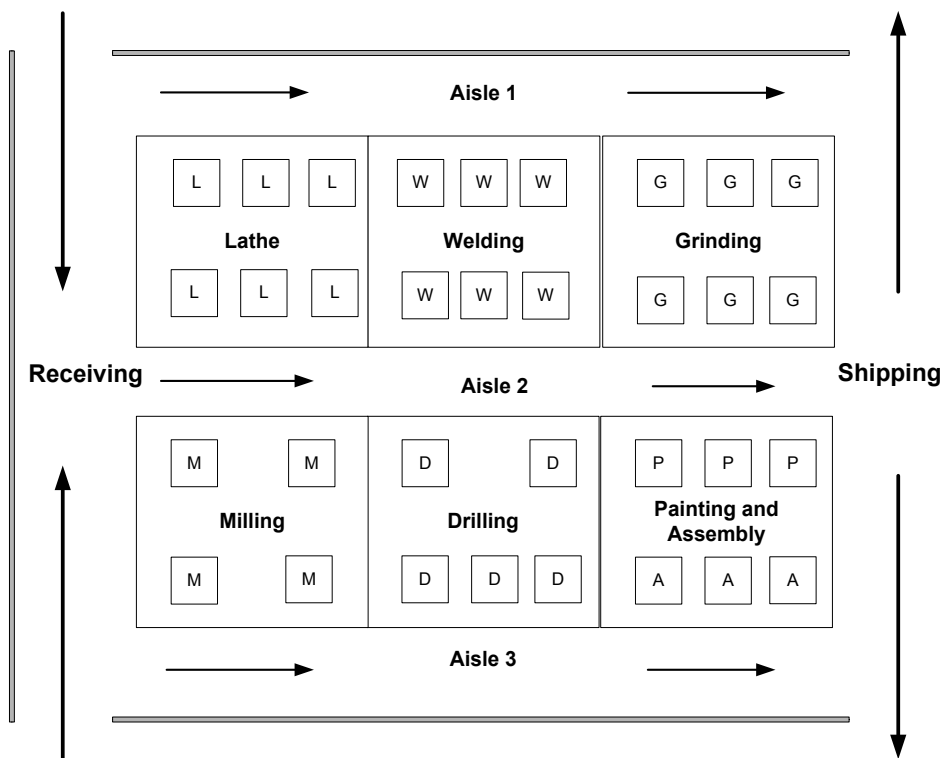 Aisle 1
L L L W W W G G G
Lathe Welding Grinding
L L L W W W G G G
Receiving Aisle 2 Shipping
M M D D P P P
Milling Drilling Painting and
Assembly
M M D D D A A A
Aisle 3